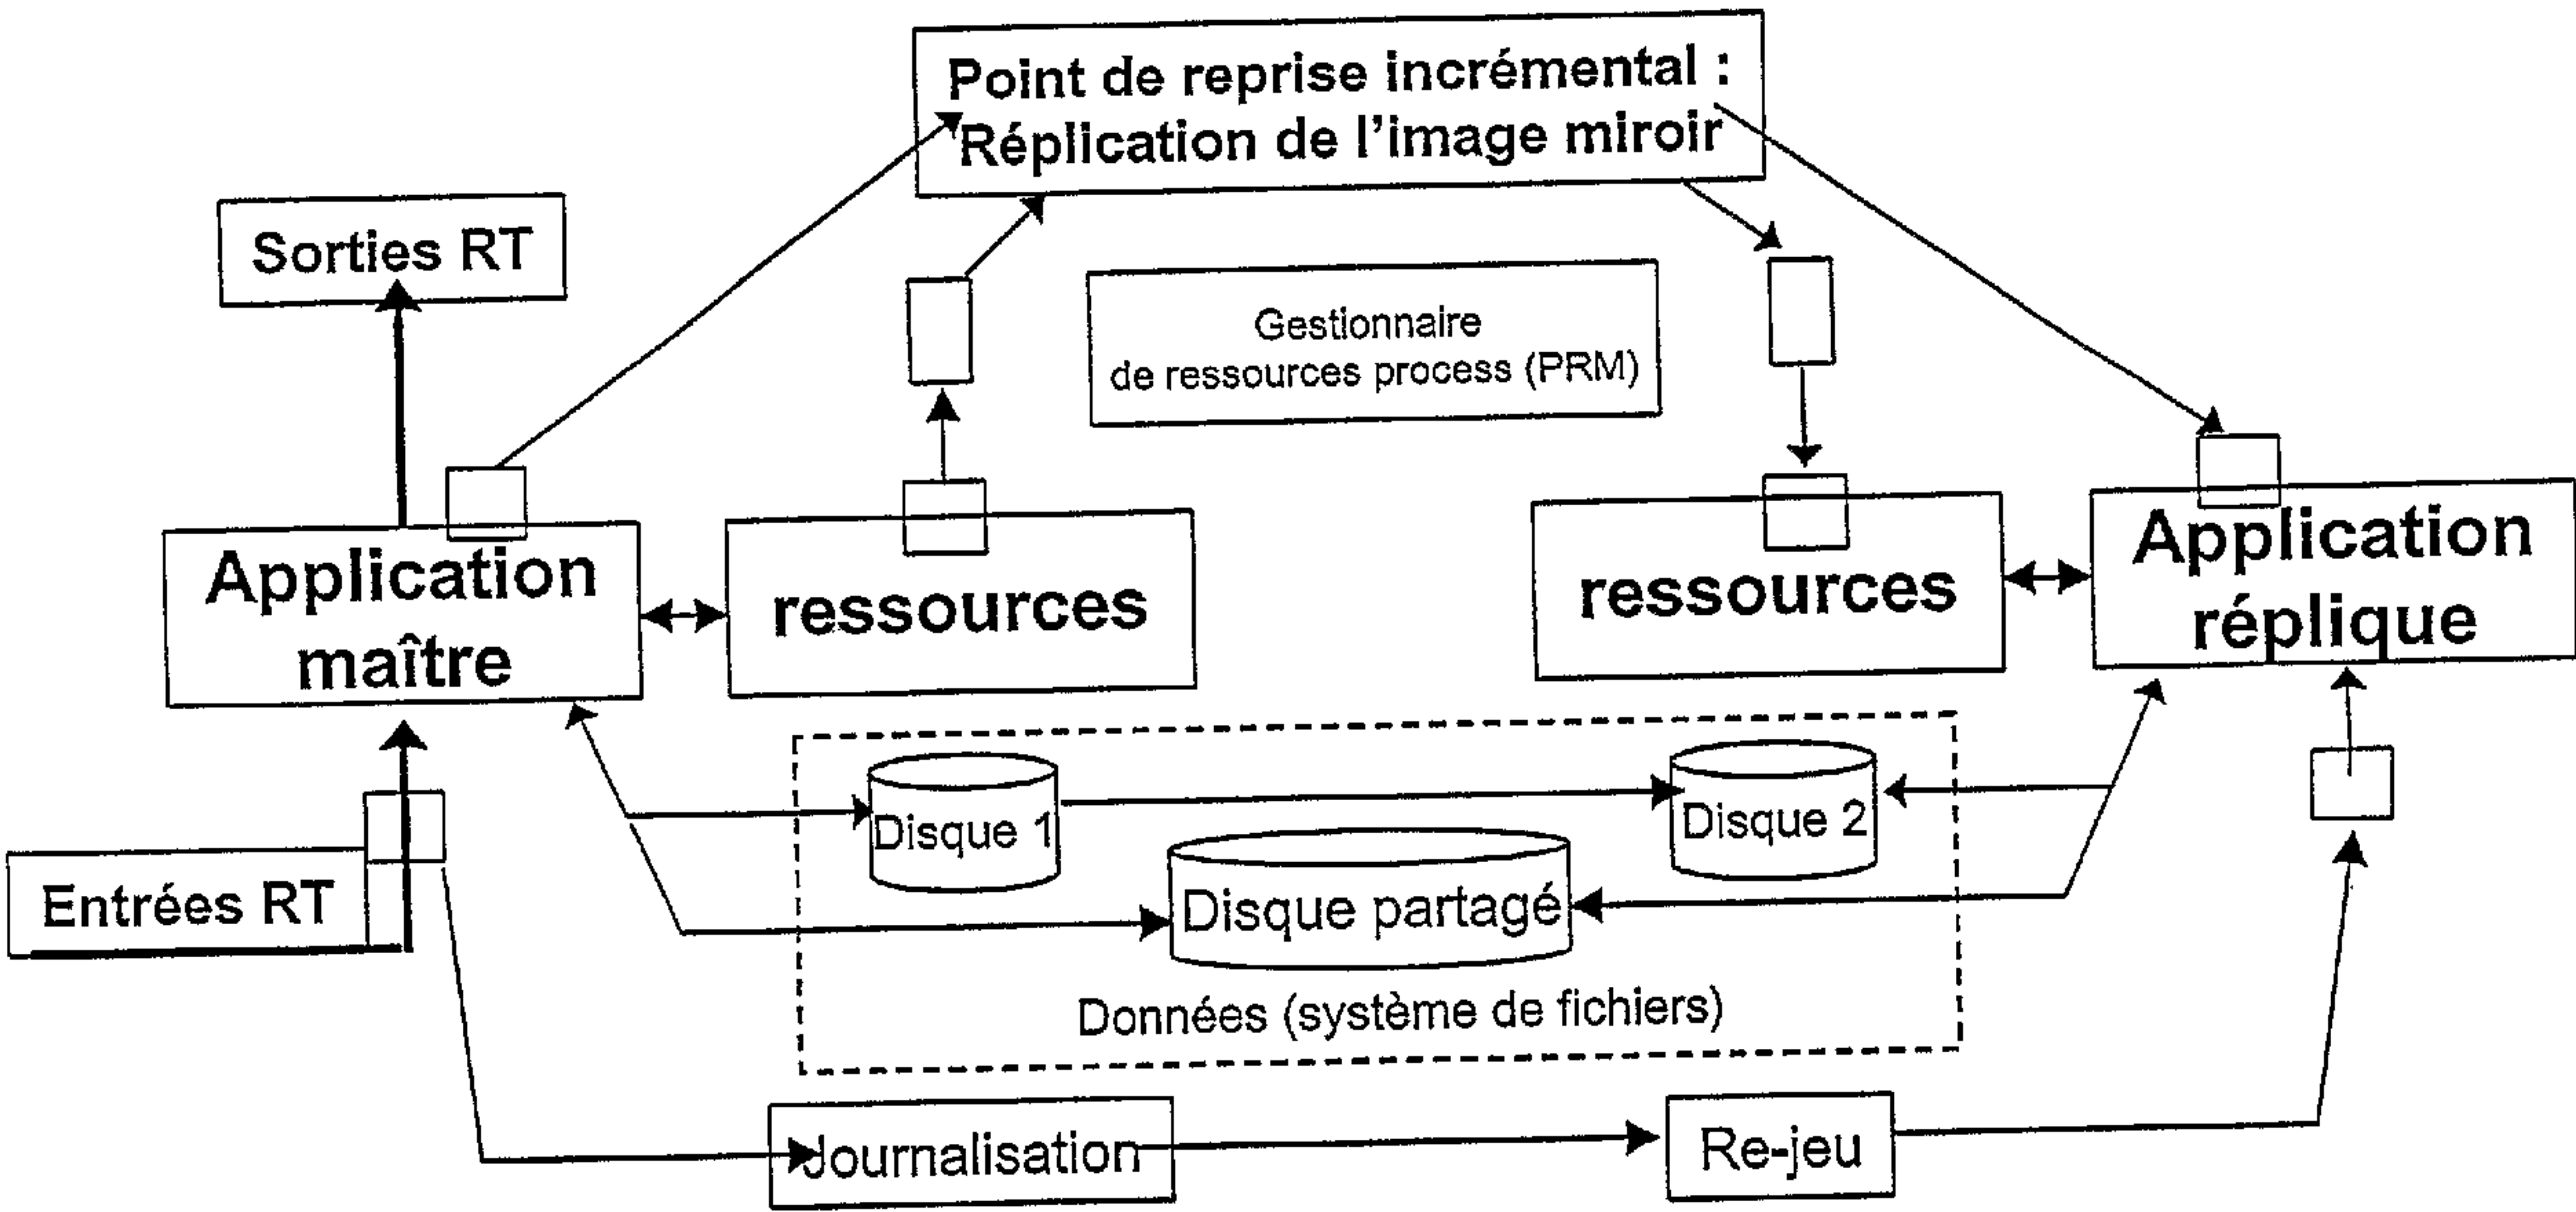 Point de reprise incrémental :
Réplication de l'image miroir
Sorties RT
Gestionnaire
de ressources process (PRM)
Application
maître
ressources
ressources
Application
réplique
Disque 1
Disque 2
Disque partagé
Entrées RT
Données (système de fichiers)
Journalisation
Re-jeu